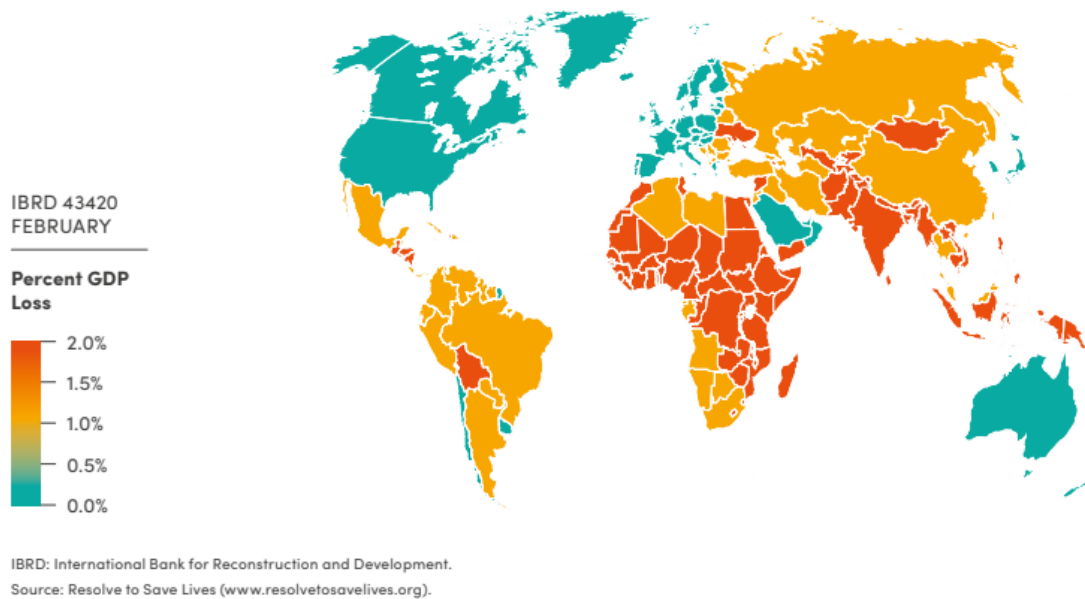 IBRD 43420
FEBRUARY
Percent GDP
Loss
2.0%
1.5%
1.0%
0.5%
0.0%
IBRD: International Bank for Reconstruction and Development.
Source: Resolve to Save Lives (www.resolvetosavelives.org).